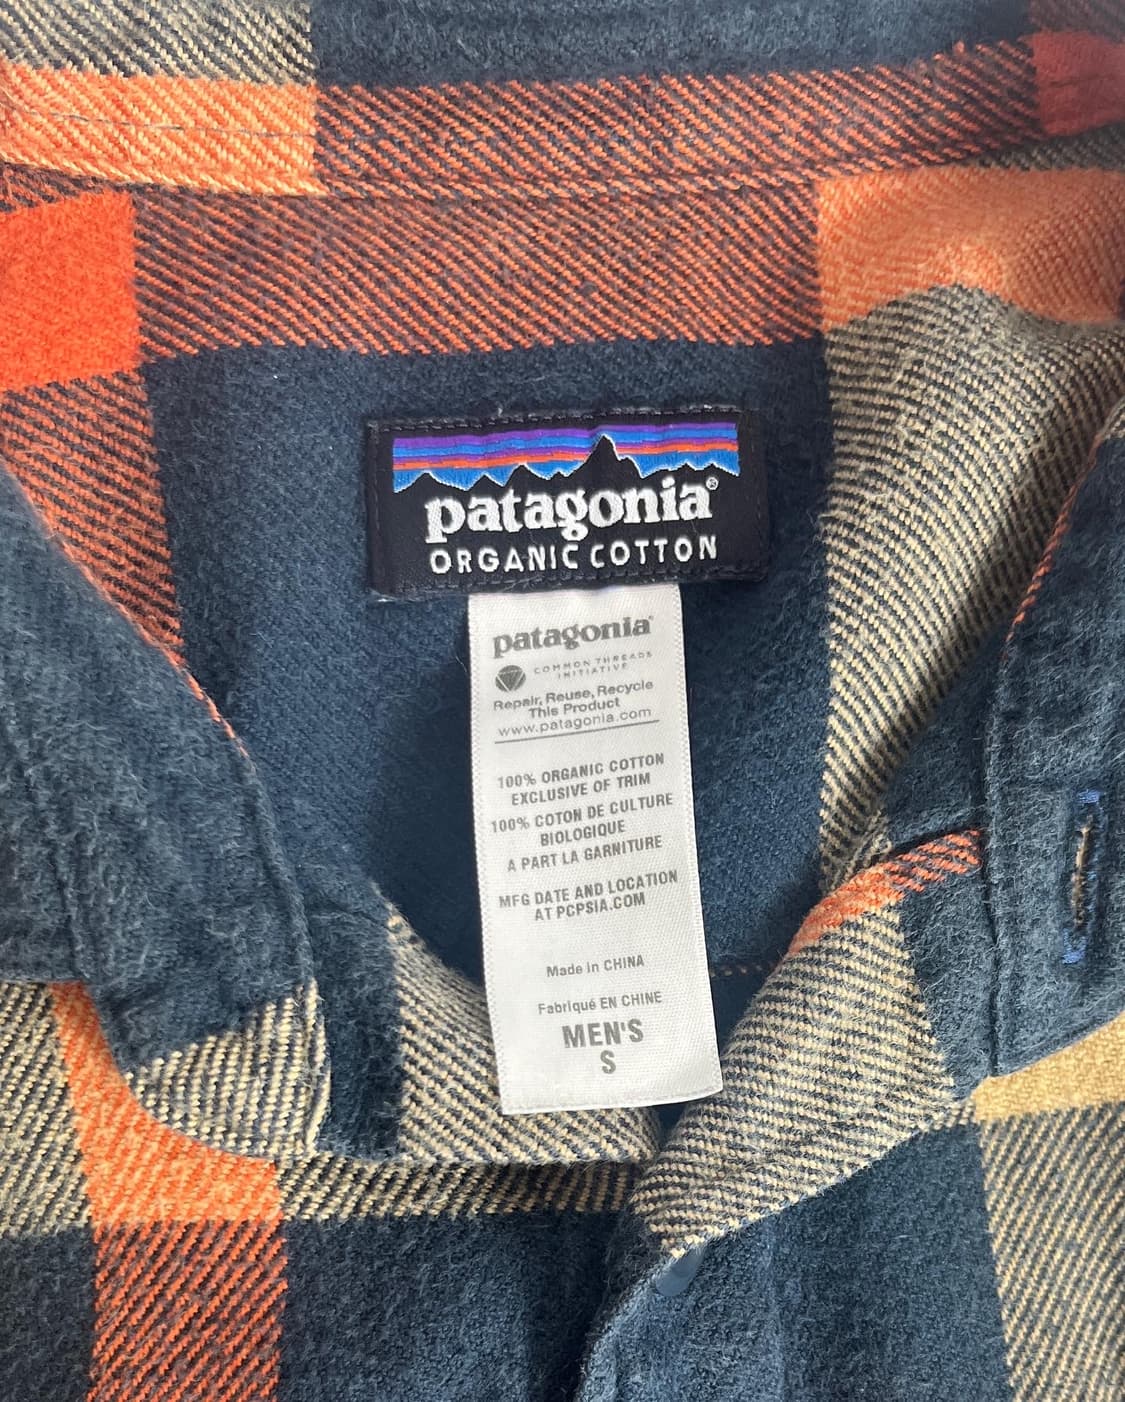 patagonia®
ORGANIC COTTON
patagonia®
COMMON THREADS
INITIATIVE
Repair, Reuse, Recycle
This Product
www.patagonia.com
100% ORGANIC COTTON
EXCLUSIVE OF TRIM
100% COTON DE CULTURE
BIOLOGIQUE
A PART LA GARNITURE
MFG DATE AND LOCATION
AT PCPSIA.COM
Made in CHINA
Fabriqué EN CHINE
MEN'S
S